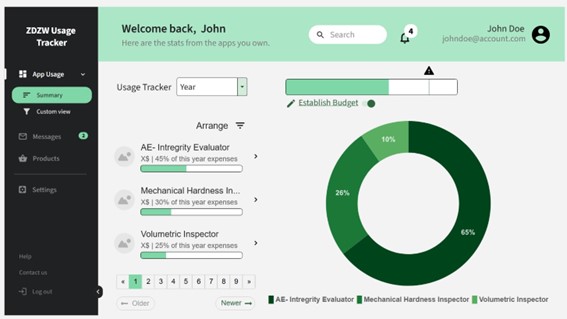 ZDZW Usage
Tracker
Welcome back, John
Here are the stats from the apps you own.
Search
4
John Doe
johndoe@account.com
App Usage
Summary
Custom view
Messages
2
Products
Settings
Help
Contact us
Log out
Usage Tracker
Year
Establish Budget
Arrange
AE- Intregrity Evaluator
X$ | 45% of this year expenses
Mechanical Hardness In...
X$ | 30% of this year expenses
Volumetric Inspector
X$ | 25% of this year expenses
« 1 2 3 4 5 6 7 8 9 »
← Older
Newer →
10%
26%
65%
AE- Intregrity Evaluator Mechanical Hardness Inspector Volumetric Inspector